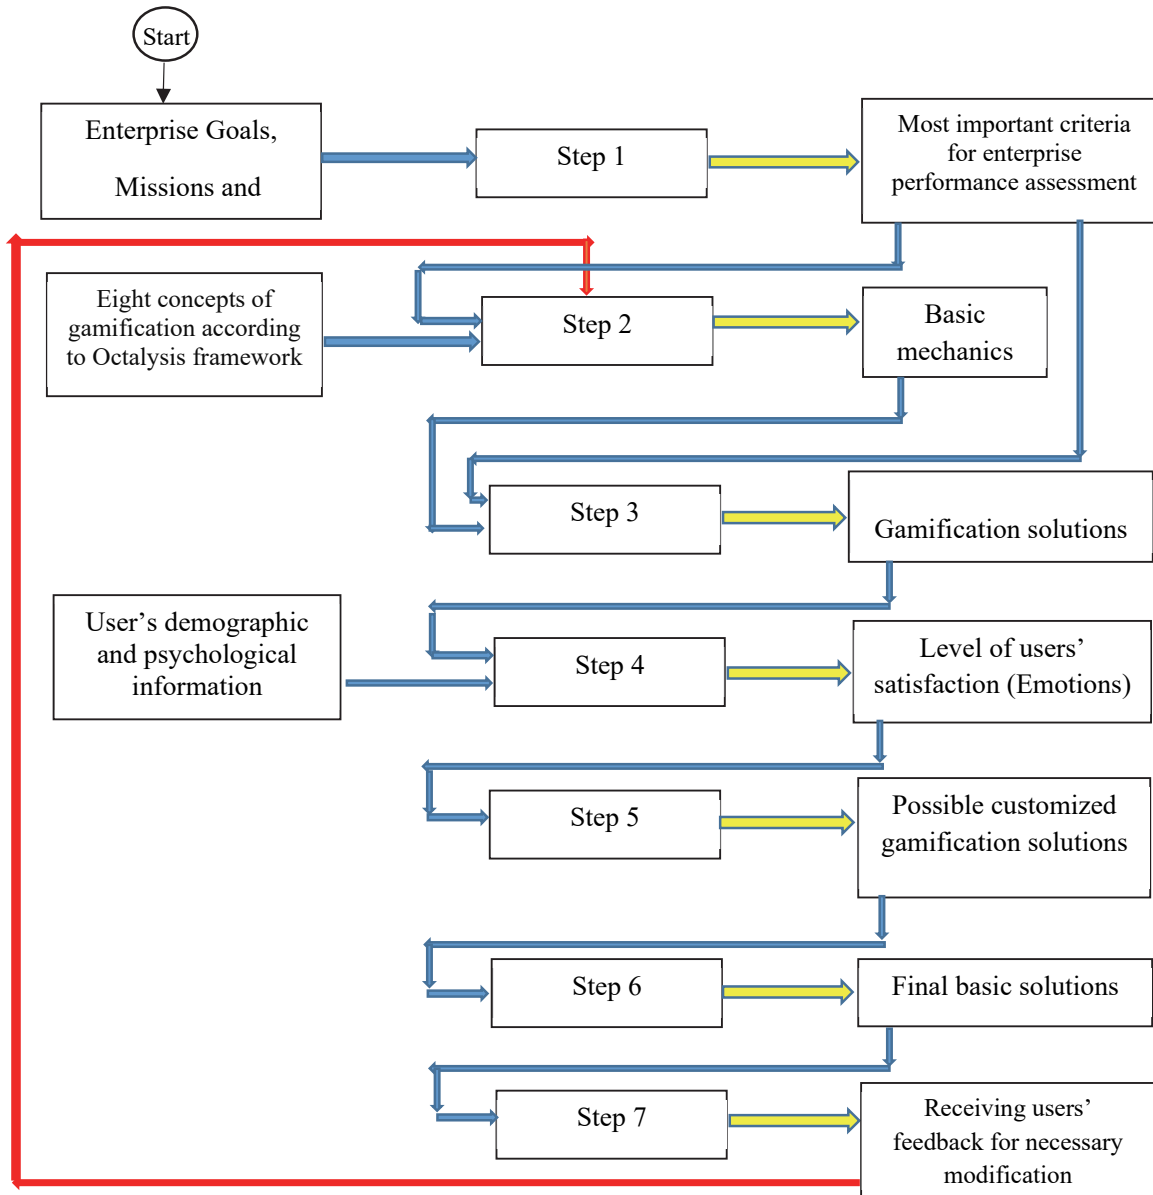 Start
Enterprise Goals,
Missions and
Step 1
Most important criteria
for enterprise
performance assessment
Eight concepts of
gamification according
to Octalysis framework
Step 2
Basic
mechanics
Step 3
Gamification solutions
User’s demographic
and psychological
information
Step 4
Level of users’
satisfaction (Emotions)
Step 5
Possible customized
gamification solutions
Step 6
Final basic solutions
Step 7
Receiving users’
feedback for necessary
modification